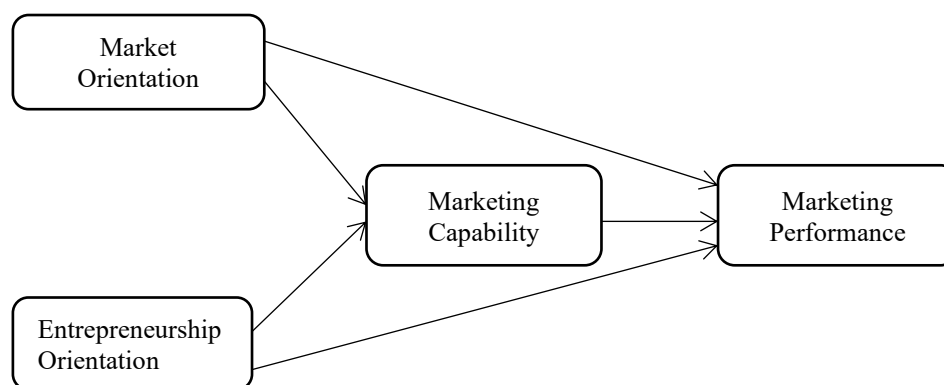 Market
Orientation
Marketing
Capability
Marketing
Performance
Entrepreneurship
Orientation